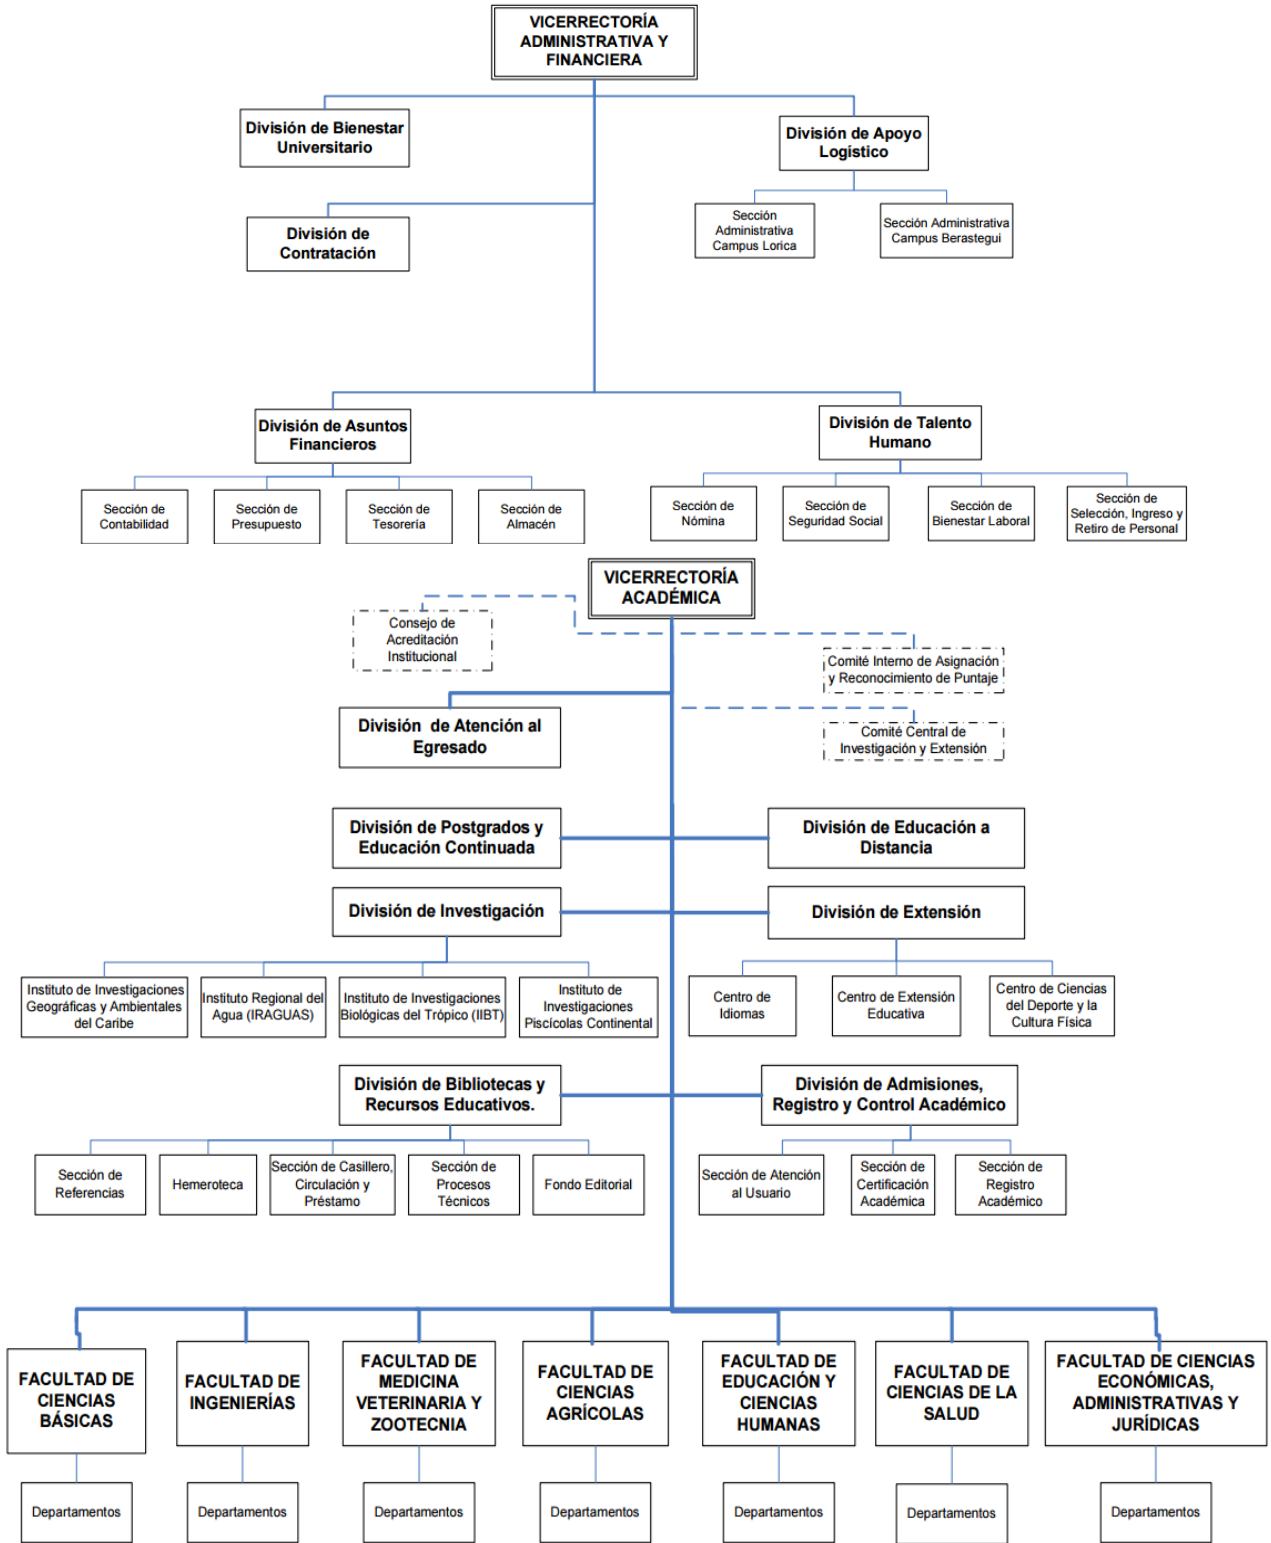 VICERRECTORÍA
ADMINISTRATIVA Y
FINANCIERA
División de Bienestar
Universitario
División de Apoyo
Logístico
Sección
Administrativa
Campus Lorica
Sección Administrativa
Campus Berastegui
División de
Contratación
División de Asuntos
Financieros
División de Talento
Humano
Sección de
Contabilidad
Sección de
Presupuesto
Sección de
Tesorería
Sección de
Almacén
Sección de
Nómina
Sección de
Seguridad Social
Sección de
Bienestar Laboral
Sección de
Selección, Ingreso y
Retiro de Personal
VICERRECTORÍA
ACADÉMICA
Consejo de
Acreditación
Institucional
Comité Interno de Asignación
y Reconocimiento de Puntaje
División de Atención al
Egresado
Comité Central de
Investigación y Extensión
División de Postgrados y
Educación Continuada
División de Educación a
Distancia
División de Investigación
División de Extensión
Instituto de Investigaciones
Geográficas y Ambientales
del Caribe
Instituto Regional del
Agua (IRAGUAS)
Instituto de Investigaciones
Biológicas del Trópico (IIBT)
Instituto de
Investigaciones
Piscícolas Continental
Centro de
Idiomas
Centro de Extensión
Educativa
Centro de Ciencias
del Deporte y la
Cultura Física
División de Bibliotecas y
Recursos Educativos.
División de Admisiones,
Registro y Control Académico
Sección de
Referencias
Hemeroteca
Sección de Casillero,
Circulación y
Préstamo
Sección de
Procesos
Técnicos
Fondo Editorial
Sección de Atención
al Usuario
Sección de
Certificación
Académica
Sección de
Registro
Académico
FACULTAD DE
CIENCIAS
BÁSICAS
FACULTAD DE
INGENIERÍAS
FACULTAD DE
MEDICINA
VETERINARIA Y
ZOOTECNIA
FACULTAD DE
CIENCIAS
AGRÍCOLAS
FACULTAD DE
EDUCACIÓN Y
CIENCIAS
HUMANAS
FACULTAD DE
CIENCIAS DE LA
SALUD
FACULTAD DE CIENCIAS
ECONÓMICAS,
ADMINISTRATIVAS Y
JURÍDICAS
Departamentos
Departamentos
Departamentos
Departamentos
Departamentos
Departamentos
Departamentos